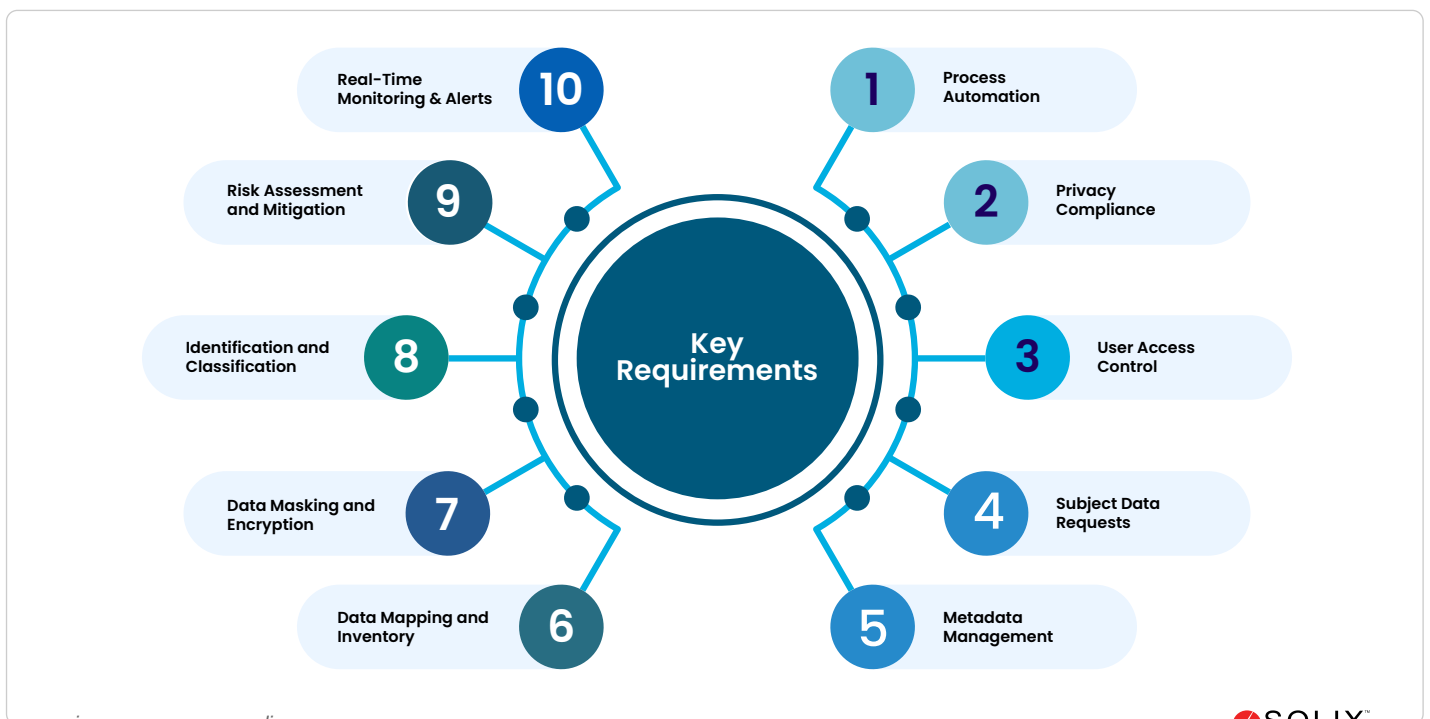 Key
Requirements
1
Process
Automation
2
Privacy
Compliance
3
User Access
Control
4
Subject Data
Requests
5
Metadada
Management
6
Data Mapping and
Inventory
7
Data Masking and
Encryption
8
Identification and
Classification
9
Risk Assessment
and Mitigation
10
Real-Time
Monitoring & Alerts
SOLIX™